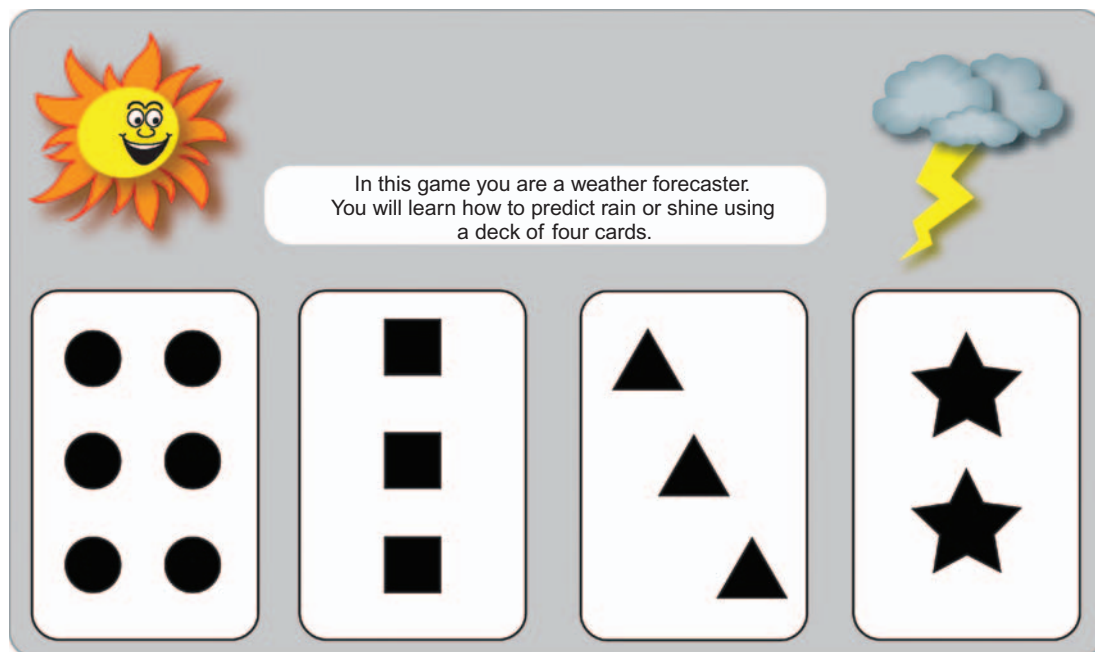 In this game you are a weather forecaster.
You will learn how to predict rain or shine using
a deck of four cards.